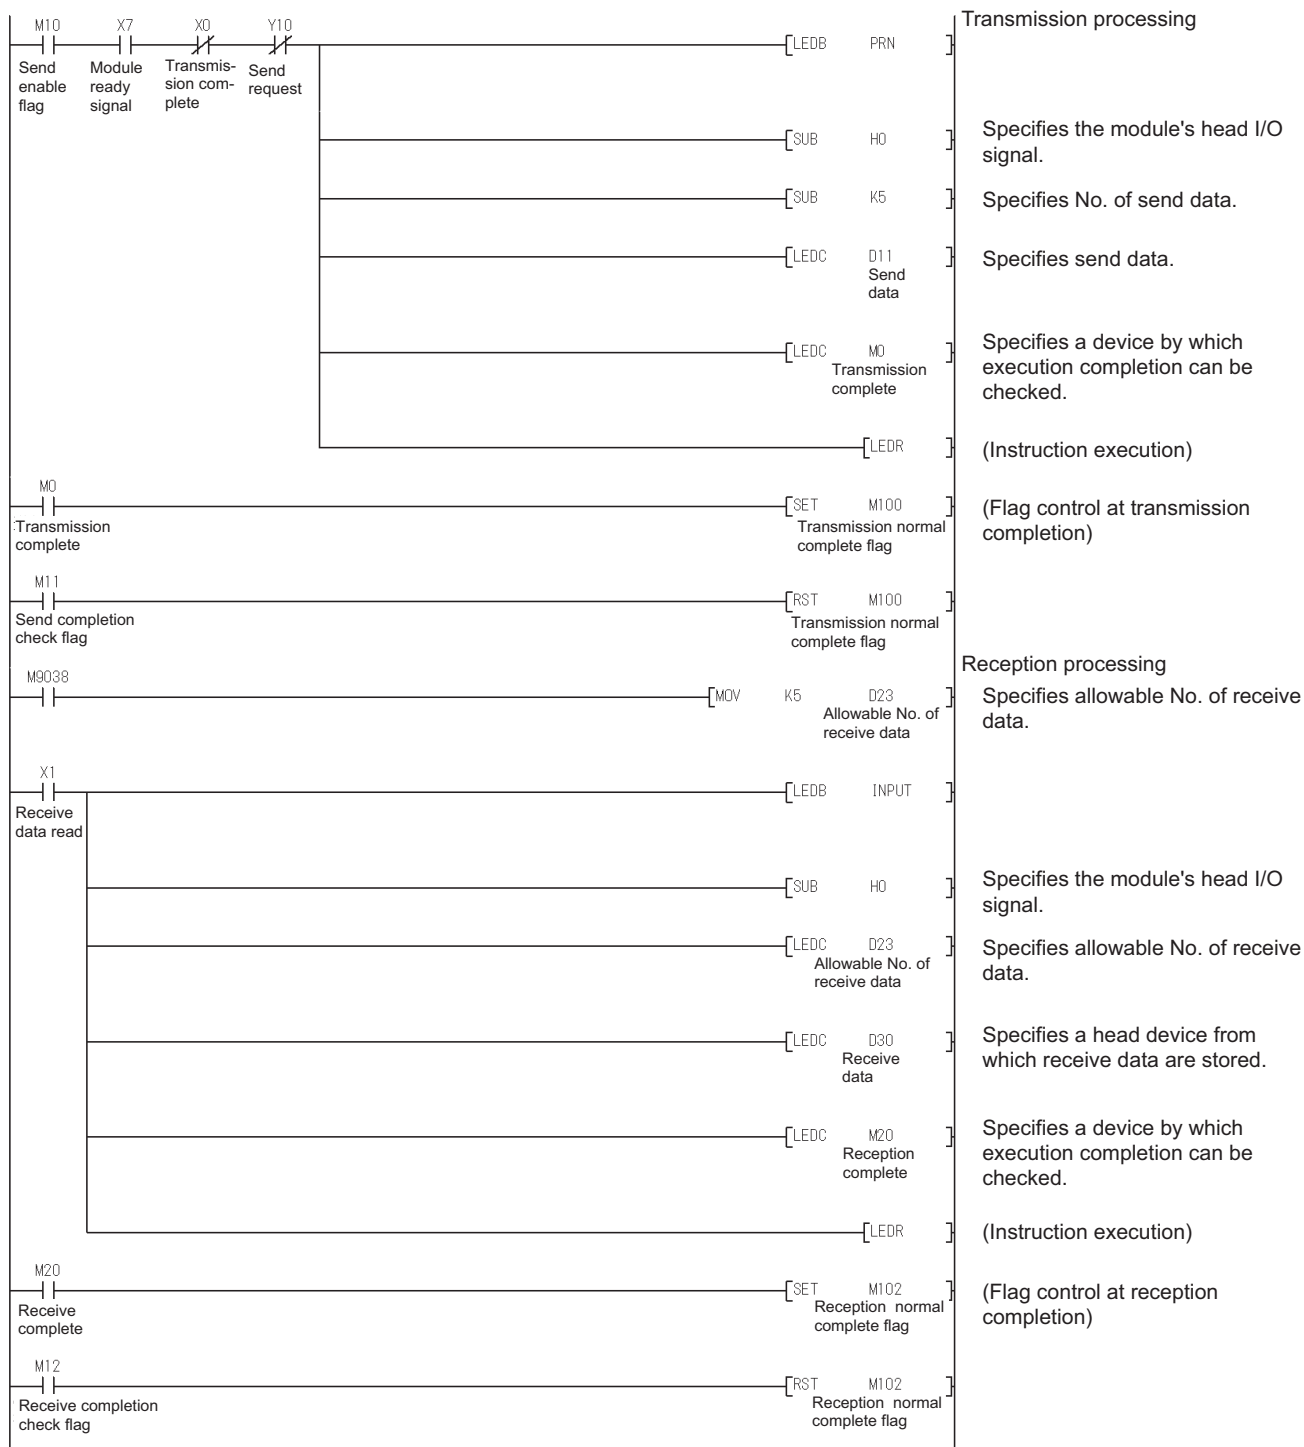 Transmission processing
M10 X7 X0 Y10
[LEDB PRN ]
Send
enable
flag
Module
ready
signal
Transmis-
sion com-
plete
Send
request
[SUB H0 ]
Specifies the module's head I/O
signal.
[SUB K5 ]
Specifies No. of send data.
[LEDC D11 ]
Send
data
Specifies send data.
[LEDC M0 ]
Transmission
complete
Specifies a device by which
execution completion can be
checked.
[LEDR ]
(Instruction execution)
M0
Transmission
complete
[SET M100 ]
Transmission normal
complete flag
(Flag control at transmission
completion)
M11
Send completion
check flag
[RST M100 ]
Transmission normal
complete flag
Reception processing
M9038
[MOV K5 D23 ]
Allowable No. of
receive data
Specifies allowable No. of receive
data.
X1
Receive
data read
[LEDB INPUT ]
[SUB H0 ]
Specifies the module's head I/O
signal.
[LEDC D23 ]
Allowable No. of
receive data
Specifies allowable No. of receive
data.
[LEDC D30 ]
Receive
data
Specifies a head device from
which receive data are stored.
[LEDC M20 ]
Reception
complete
Specifies a device by which
execution completion can be
checked.
[LEDR ]
(Instruction execution)
M20
Receive
complete
[SET M102 ]
Reception normal
complete flag
(Flag control at reception
completion)
M12
Receive completion
check flag
[RST M102 ]
Reception normal
complete flag